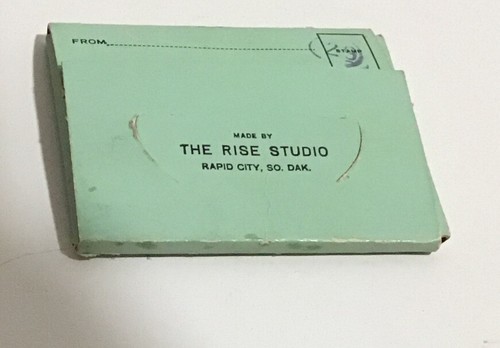 FROM
STAMP
MADE BY
THE RISE STUDIO
RAPID CITY, SO. DAK.